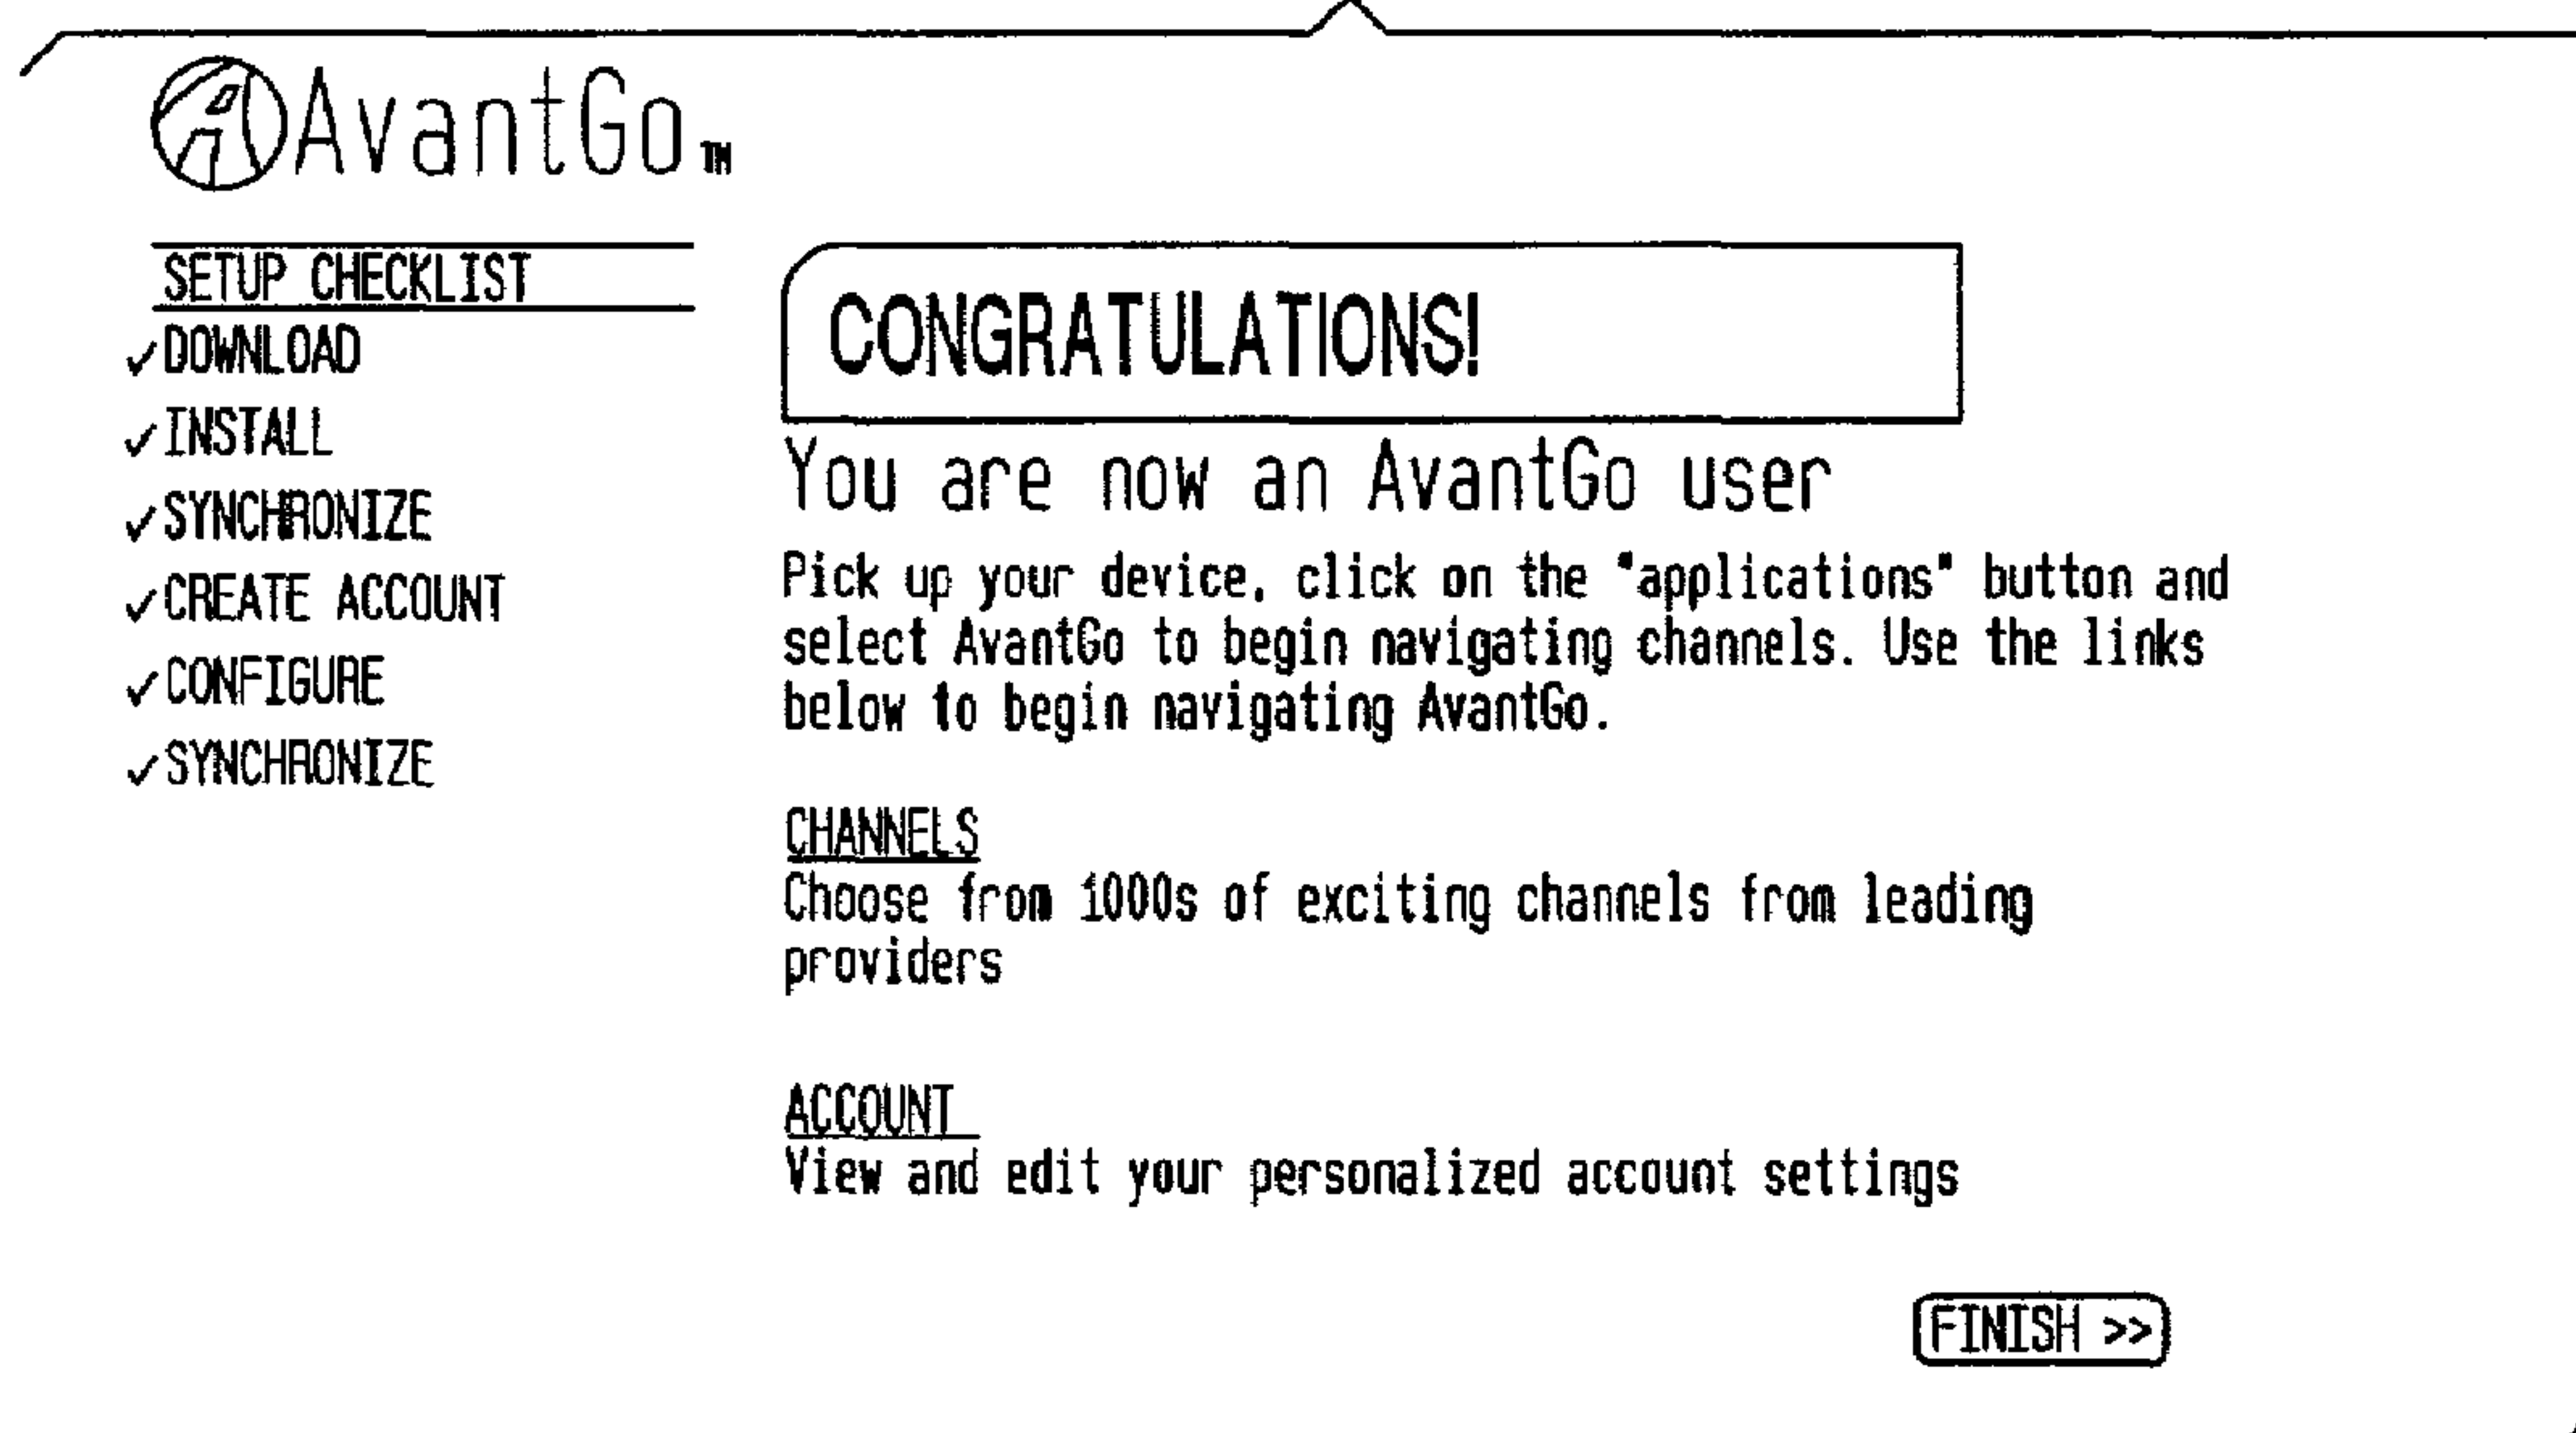 AvantGo™
SETUP CHECKLIST
✓DOWNLOAD
✓INSTALL
✓SYNCHRONIZE
✓CREATE ACCOUNT
✓CONFIGURE
✓SYNCHRONIZE
CONGRATULATIONS!
You are now an AvantGo user
Pick up your device, click on the "applications" button and
select AvantGo to begin navigating channels. Use the links
below to begin navigating AvantGo.
CHANNELS
Choose from 1000s of exciting channels from leading
providers
ACCOUNT
View and edit your personalized account settings
FINISH >>